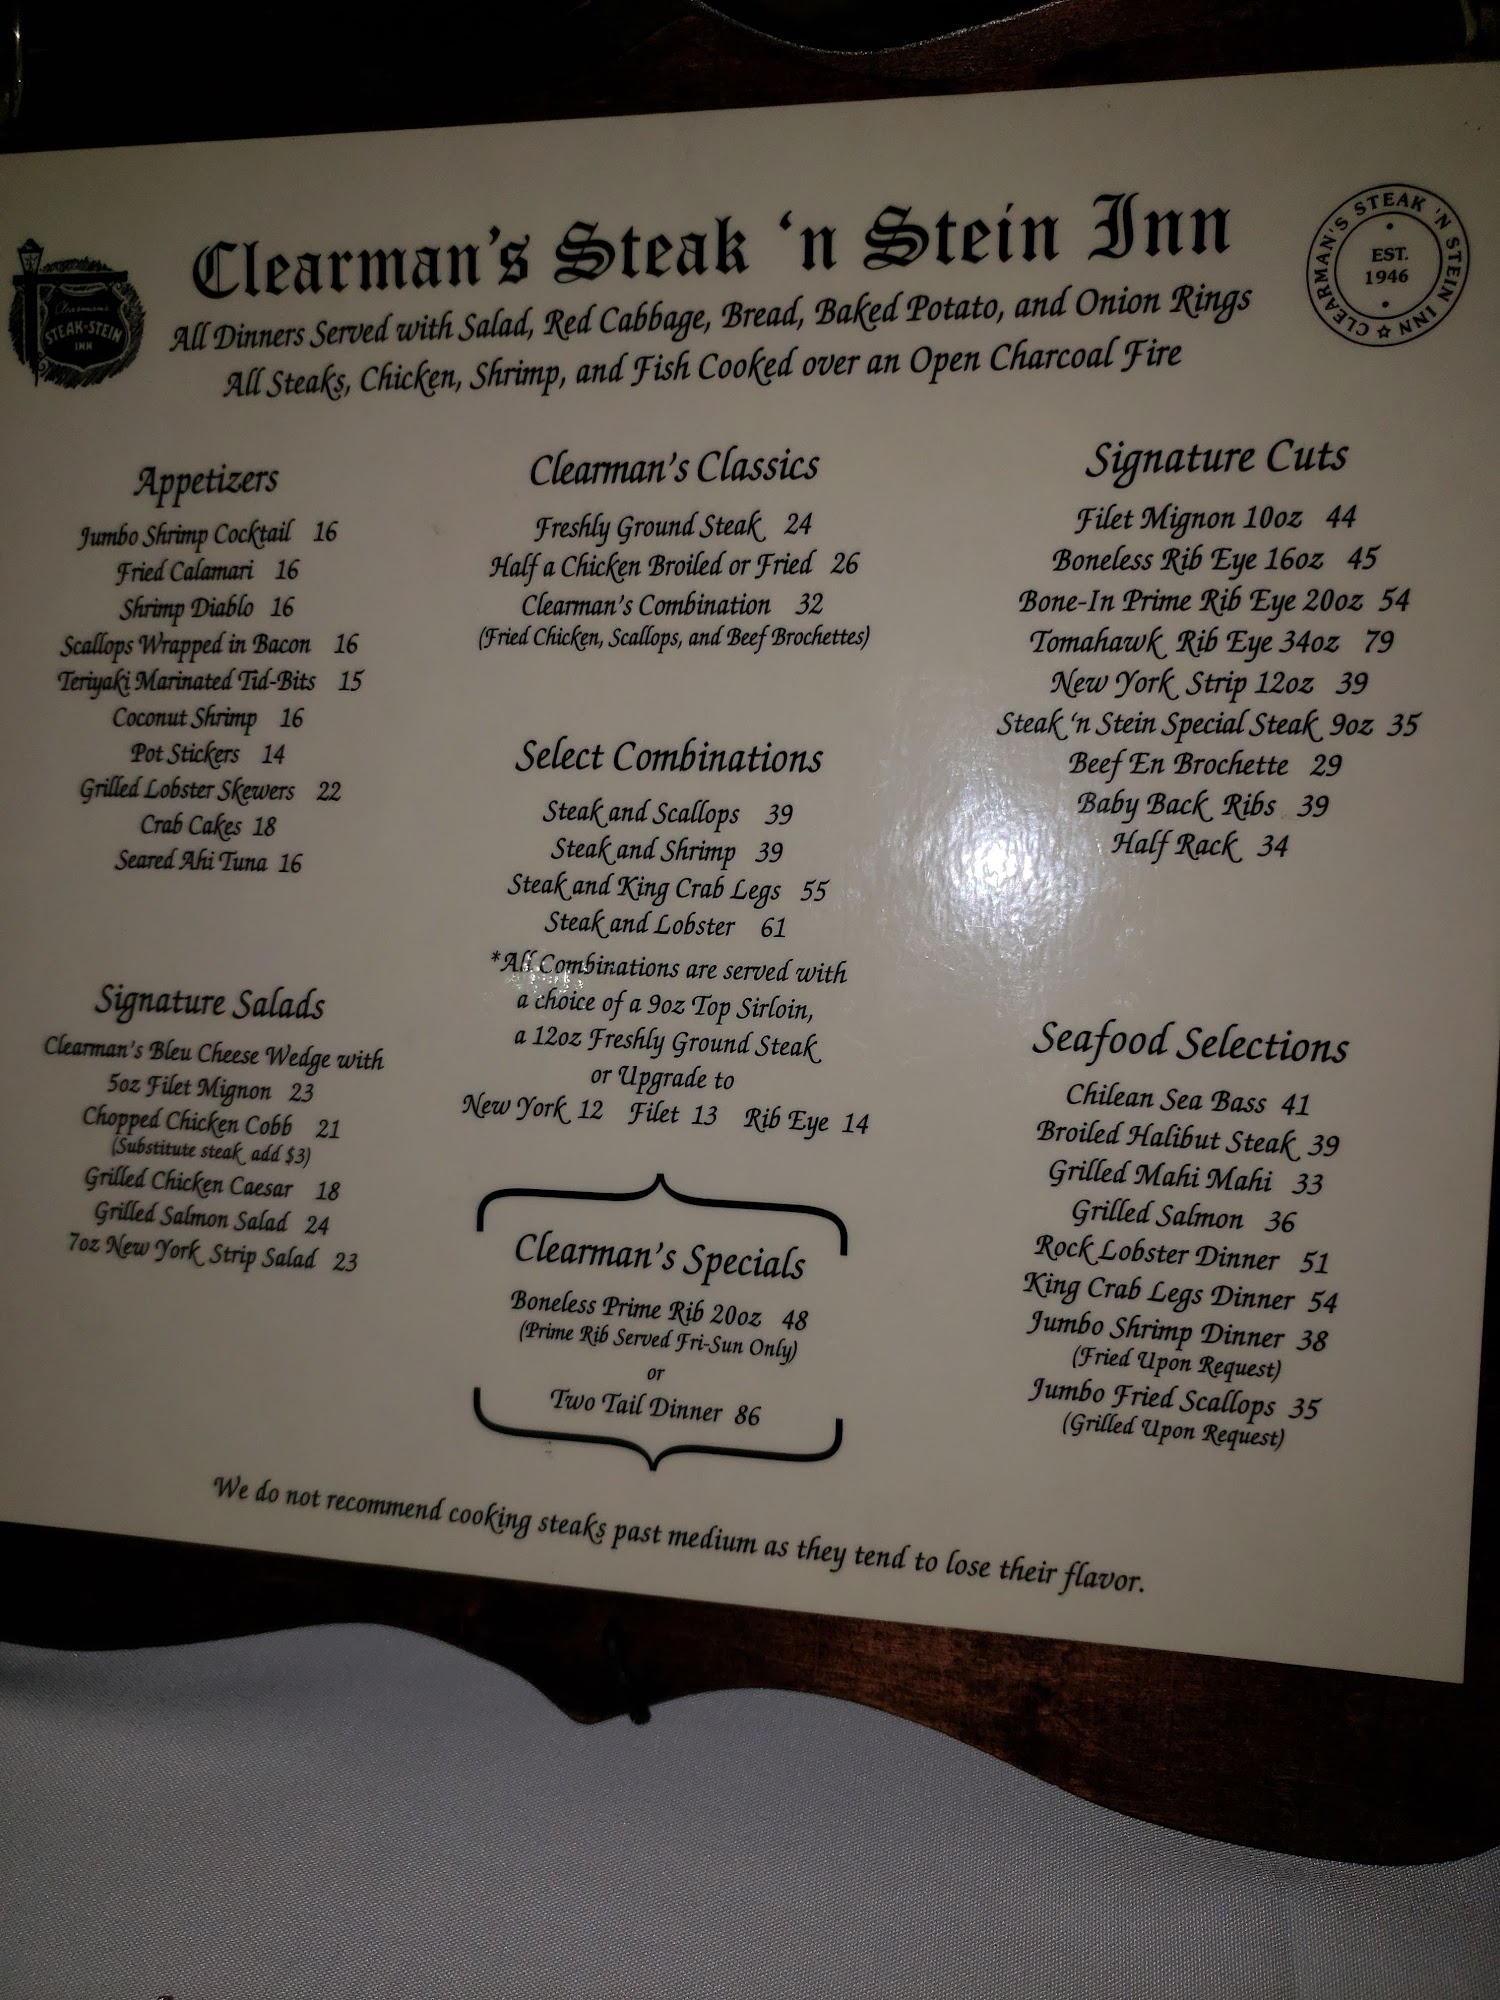 Clearman's Steak 'n Stein Inn
All Dinners Served with Salad, Red Cabbage, Bread, Baked Potato, and Onion Rings
All Steaks, Chicken, Shrimp, and Fish Cooked over an Open Charcoal Fire
Clearman's
STEAK-STEIN
INN
CLEARMAN'S STEAK 'N STEIN INN
EST.
1946
Appetizers
Jumbo Shrimp Cocktail 16
Fried Calamari 16
Shrimp Diablo 16
Scallops Wrapped in Bacon 16
Teriyaki Marinated Tid-Bits 15
Coconut Shrimp 16
Pot Stickers 14
Grilled Lobster Skewers 22
Crab Cakes 18
Seared Ahi Tuna 16
Signature Salads
Clearman's Bleu Cheese Wedge with
5oz Filet Mignon 23
Chopped Chicken Cobb 21
(Substitute steak add $3)
Grilled Chicken Caesar 18
Grilled Salmon Salad 24
7oz New York Strip Salad 23
Clearman's Classics
Freshly Ground Steak 24
Half a Chicken Broiled or Fried 26
Clearman's Combination 32
(Fried Chicken, Scallops, and Beef Brochettes)
Select Combinations
Steak and Scallops 39
Steak and Shrimp 39
Steak and King Crab Legs 55
Steak and Lobster 61
*All Combinations are served with
a choice of a 9oz Top Sirloin,
a 12oz Freshly Ground Steak
or Upgrade to
New York 12 Filet 13 Rib Eye 14
Clearman's Specials
Boneless Prime Rib 20oz 48
(Prime Rib Served Fri-Sun Only)
or
Two Tail Dinner 86
Signature Cuts
Filet Mignon 10oz 44
Boneless Rib Eye 16oz 45
Bone-In Prime Rib Eye 20oz 54
Tomahawk Rib Eye 34oz 79
New York Strip 12oz 39
Steak 'n Stein Special Steak 9oz 35
Beef En Brochette 29
Baby Back Ribs 39
Half Rack 34
Seafood Selections
Chilean Sea Bass 41
Broiled Halibut Steak 39
Grilled Mahi Mahi 33
Grilled Salmon 36
Rock Lobster Dinner 51
King Crab Legs Dinner 54
Jumbo Shrimp Dinner 38
(Fried Upon Request)
Jumbo Fried Scallops 35
(Grilled Upon Request)
We do not recommend cooking steaks past medium as they tend to lose their flavor.